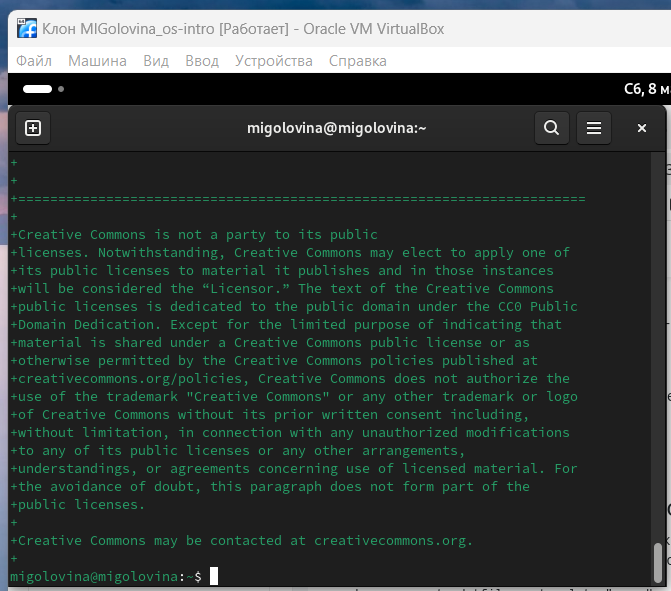 Клон MIGolovina_os-intro [Работает] - Oracle VM VirtualBox
Файл Машина Вид Ввод Устройства Справка
Сб, 8 м
migolovina@migolovina:~
+
+
+======================================================================
+
+Creative Commons is not a party to its public
+licenses. Notwithstanding, Creative Commons may elect to apply one of
+its public licenses to material it publishes and in those instances
+will be considered the “Licensor.” The text of the Creative Commons
+public licenses is dedicated to the public domain under the CC0 Public
+Domain Dedication. Except for the limited purpose of indicating that
+material is shared under a Creative Commons public license or as
+otherwise permitted by the Creative Commons policies published at
+creativecommons.org/policies, Creative Commons does not authorize the
+use of the trademark "Creative Commons" or any other trademark or logo
+of Creative Commons without its prior written consent including,
+without limitation, in connection with any unauthorized modifications
+to any of its public licenses or any other arrangements,
+understandings, or agreements concerning use of licensed material. For
+the avoidance of doubt, this paragraph does not form part of the
+public licenses.
+
+Creative Commons may be contacted at creativecommons.org.
+
migolovina@migolovina:~$